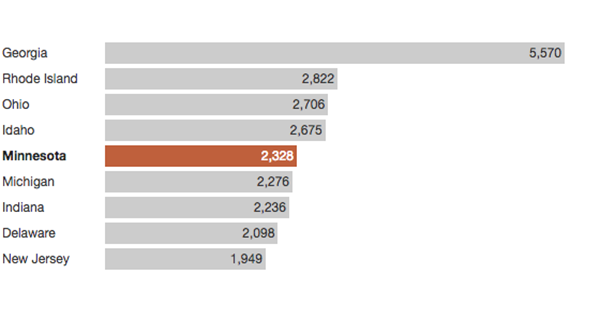 Georgia 5,570
Rhode Island 2,822
Ohio 2,706
Idaho 2,675
Minnesota 2,328
Michigan 2,276
Indiana 2,236
Delaware 2,098
New Jersey 1,949